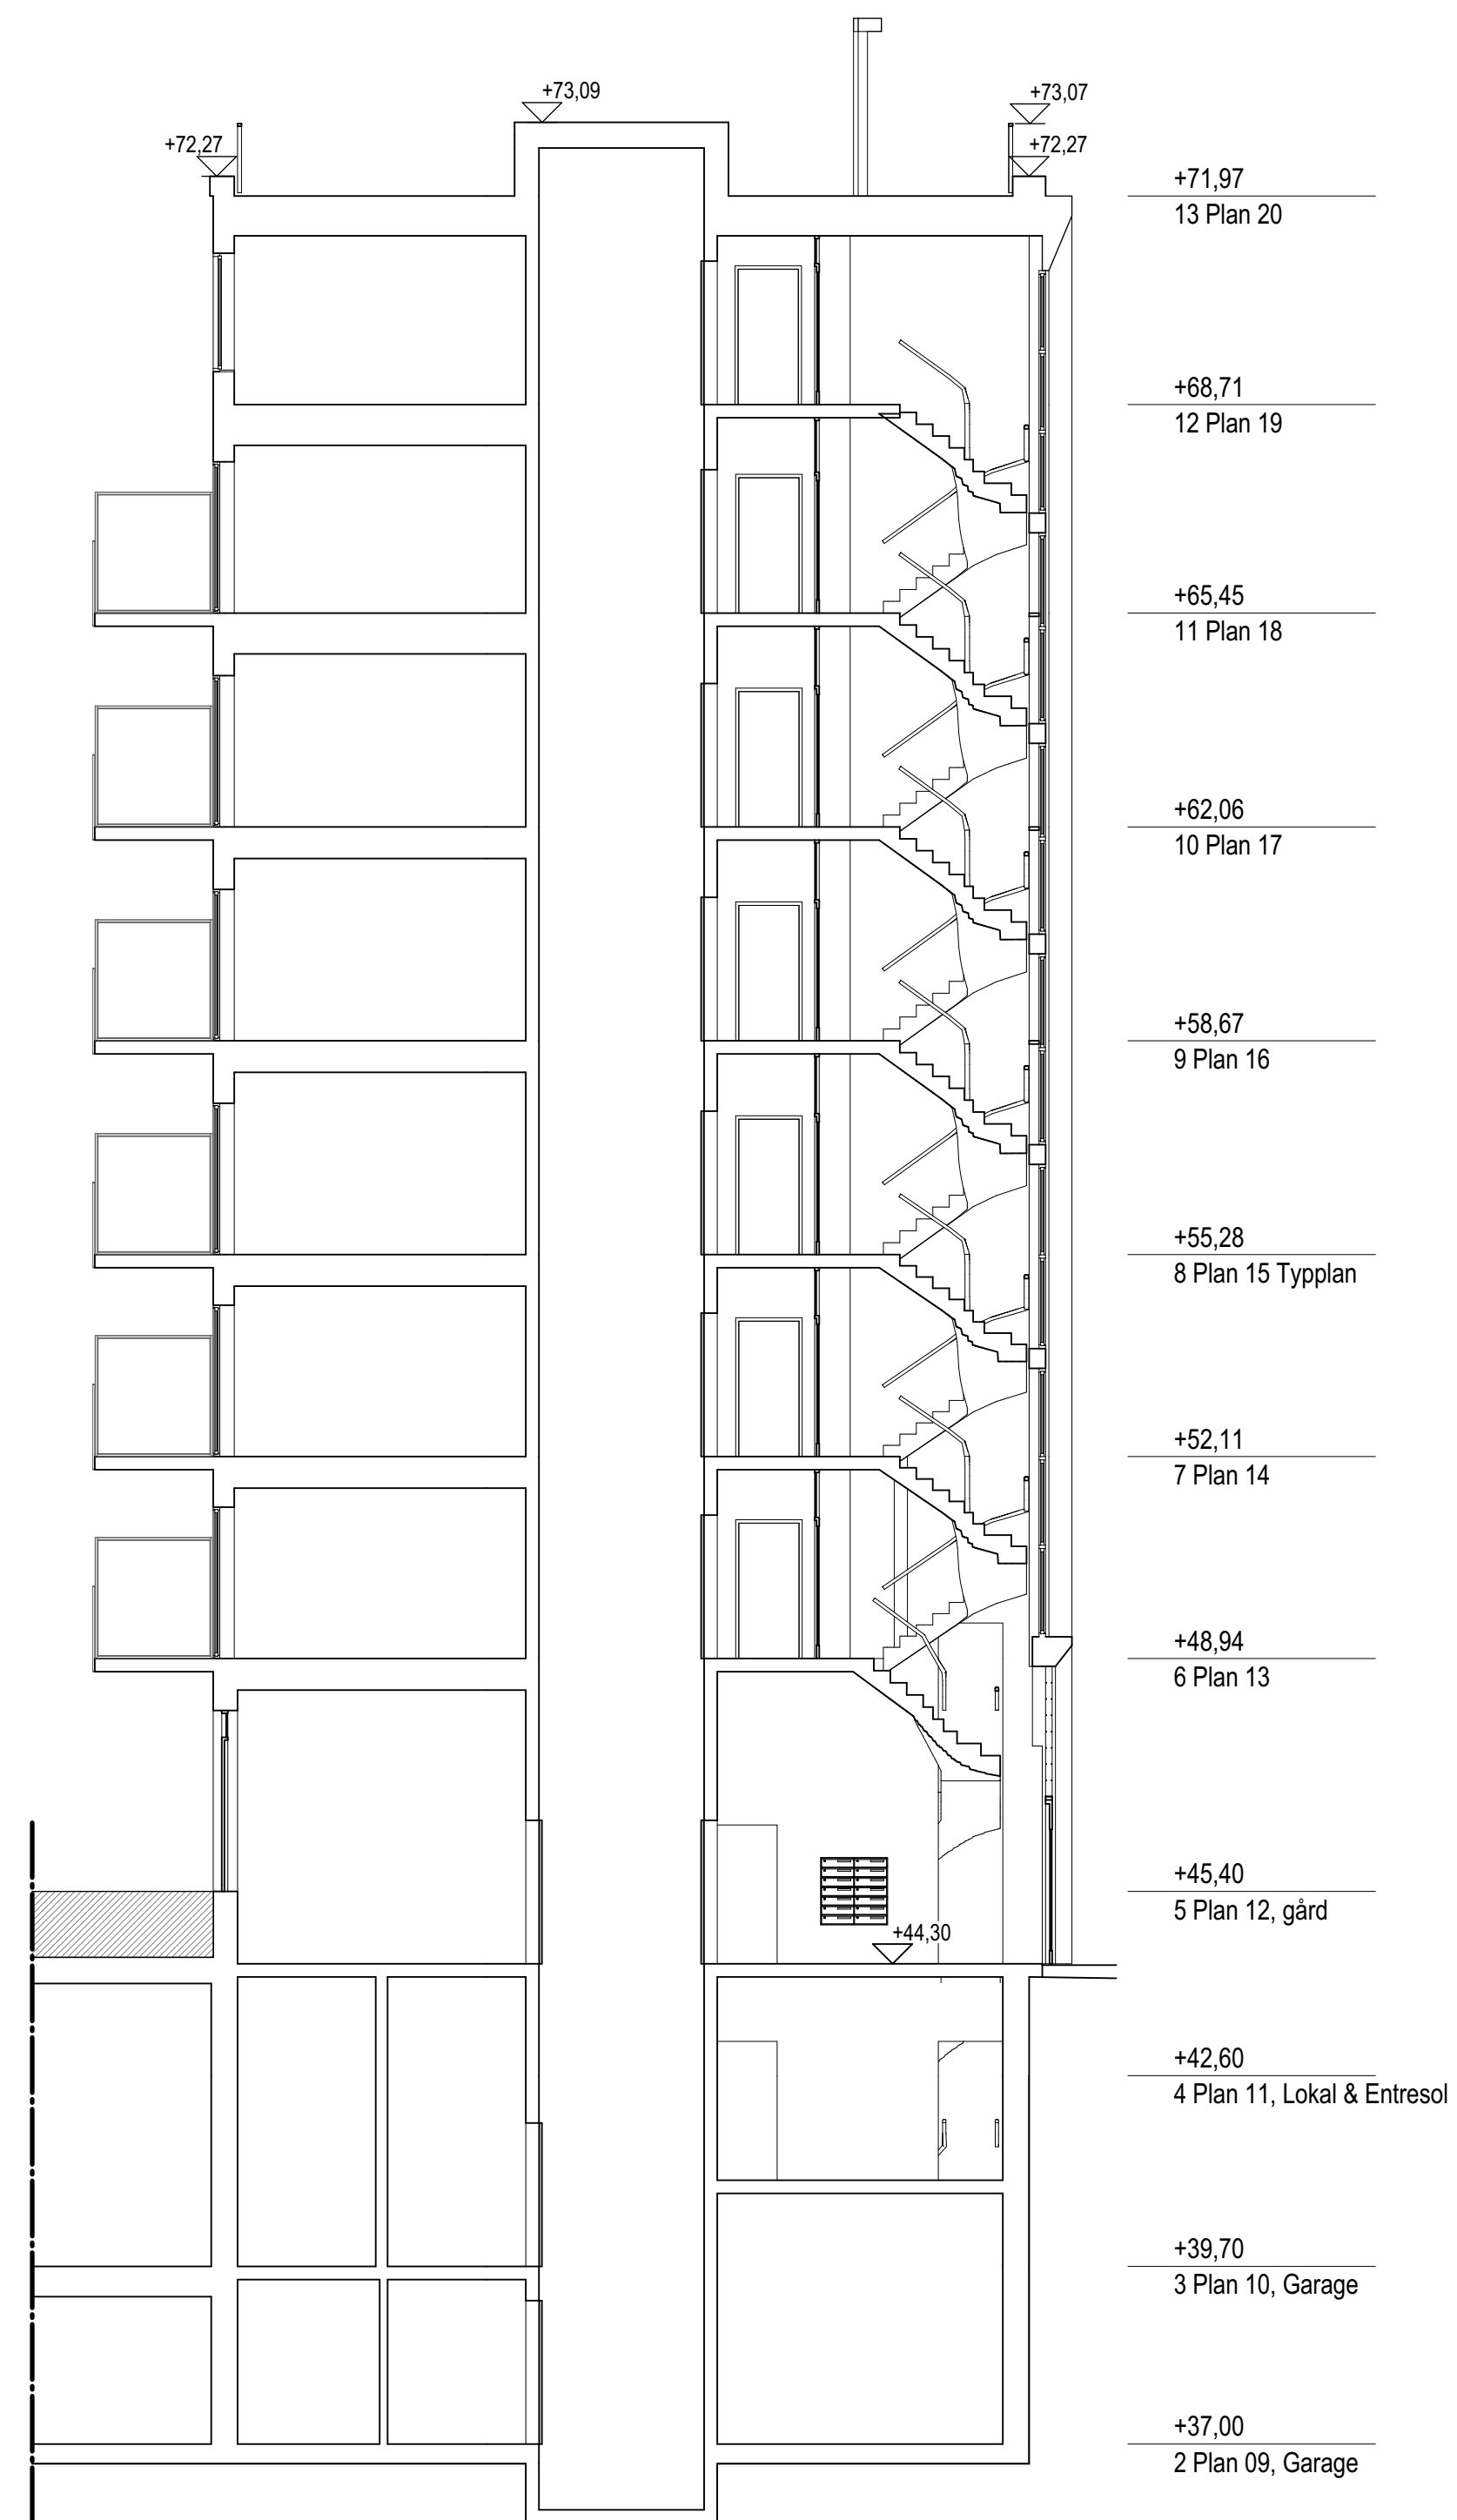 +73,09
+73,07
+72,27
+72,27
+71,97
13 Plan 20
+68,71
12 Plan 19
+65,45
11 Plan 18
+62,06
10 Plan 17
+58,67
9 Plan 16
+55,28
8 Plan 15 Typplan
+52,11
7 Plan 14
+48,94
6 Plan 13
+45,40
5 Plan 12, gård
+44,30
+42,60
4 Plan 11, Lokal & Entresol
+39,70
3 Plan 10, Garage
+37,00
2 Plan 09, Garage